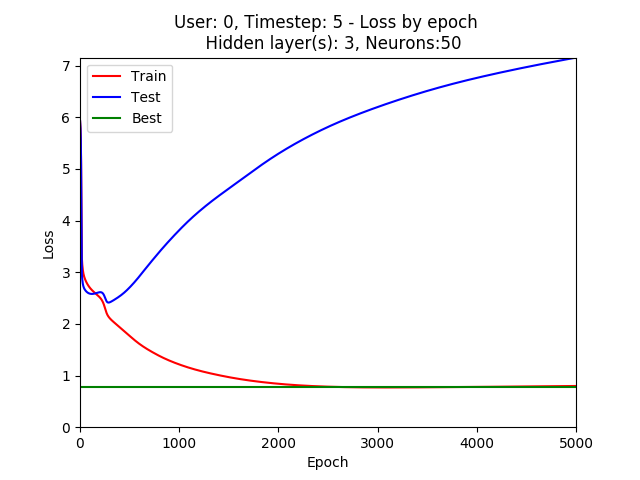 User: 0, Timestep: 5 - Loss by epoch
Hidden layer(s): 3, Neurons:50
Train
Test
Best
Loss
7
6
5
4
3
2
1
0
0 1000 2000 3000 4000 5000
Epoch